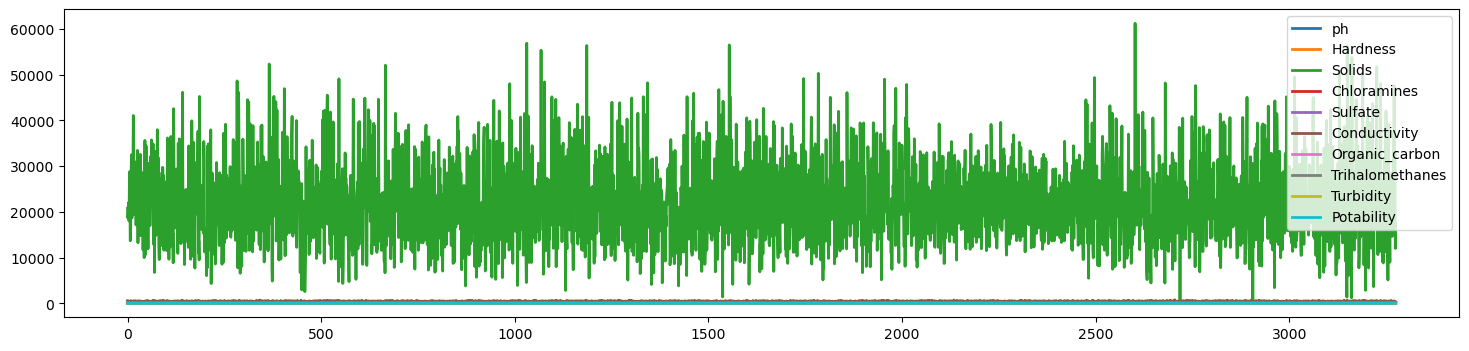 60000
50000
40000
30000
20000
10000
0
0 500 1000 1500 2000 2500 3000
ph
Hardness
Solids
Chloramines
Sulfate
Conductivity
Organic_carbon
Trihalomethanes
Turbidity
Potability